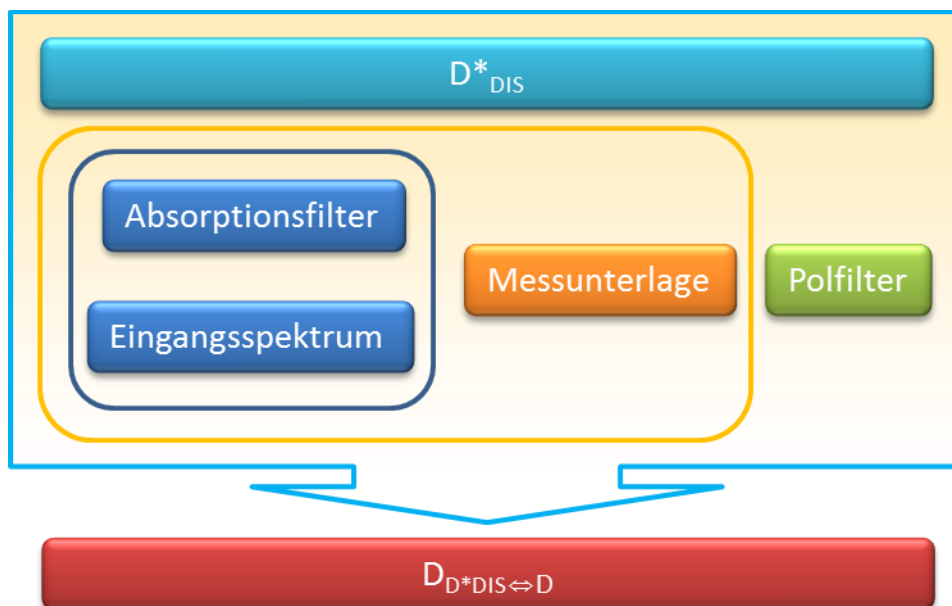 D*DIS
Absorptionsfilter
Messunterlage
Polfilter
Eingangsspektrum
DD*DIS⇔D